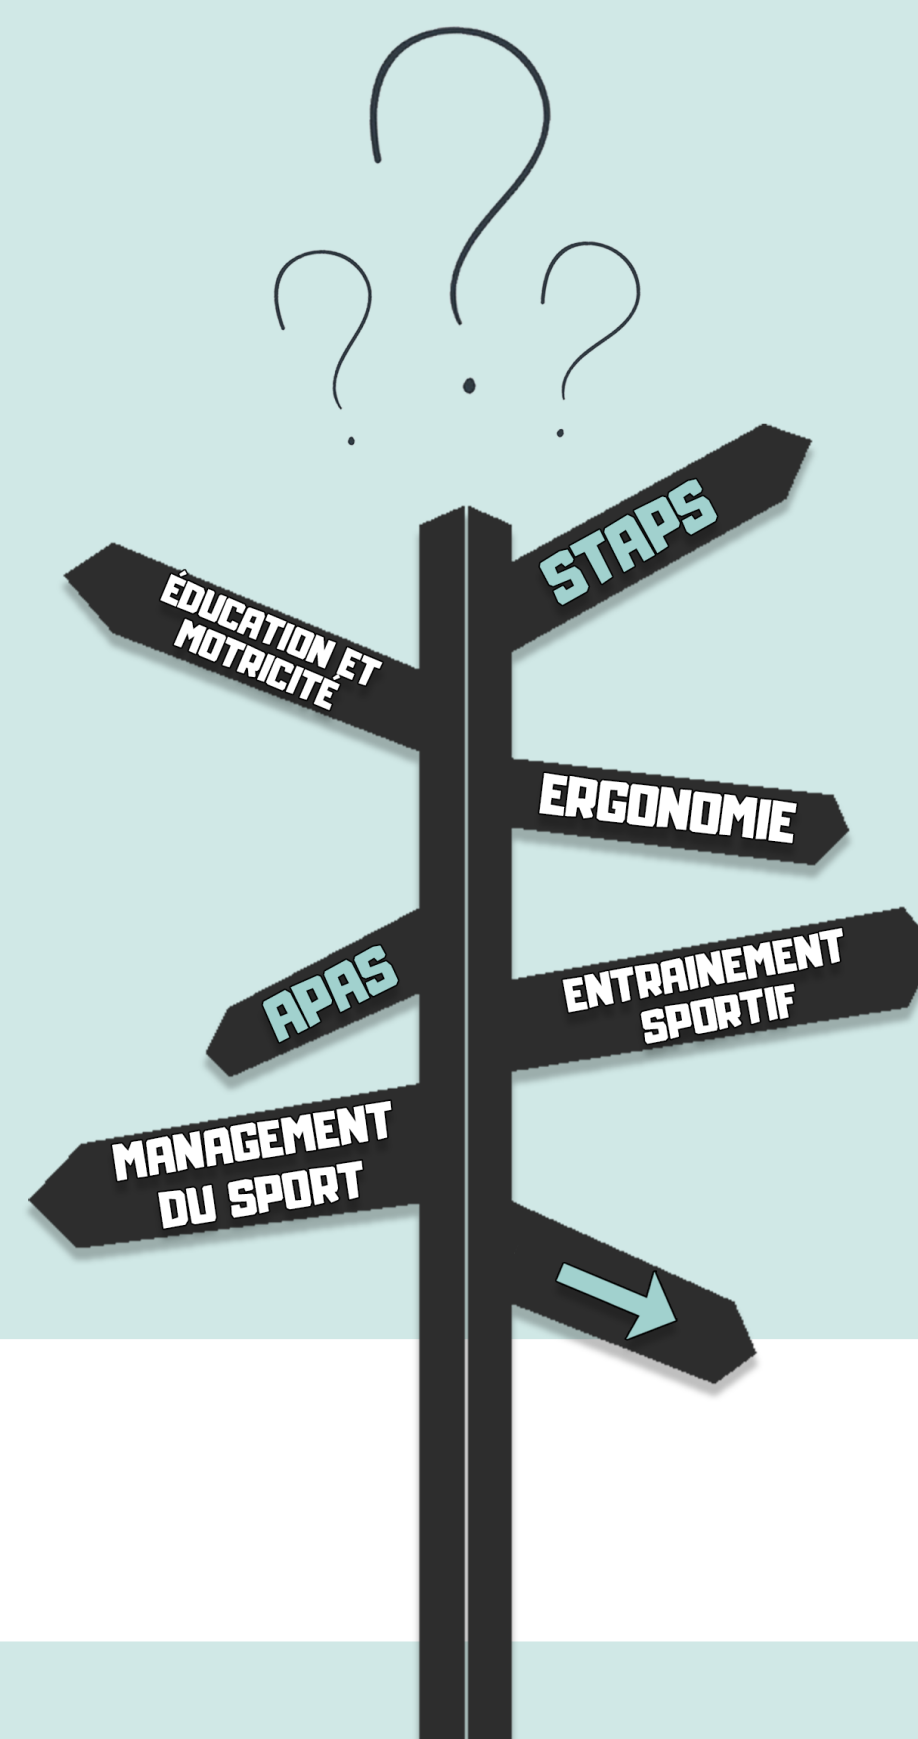 STAPS
ÉDUCATION ET
MOTRICITÉ
ERGONOMIE
APAS
ENTRAINEMENT
SPORTIF
MANAGEMENT
DU SPORT